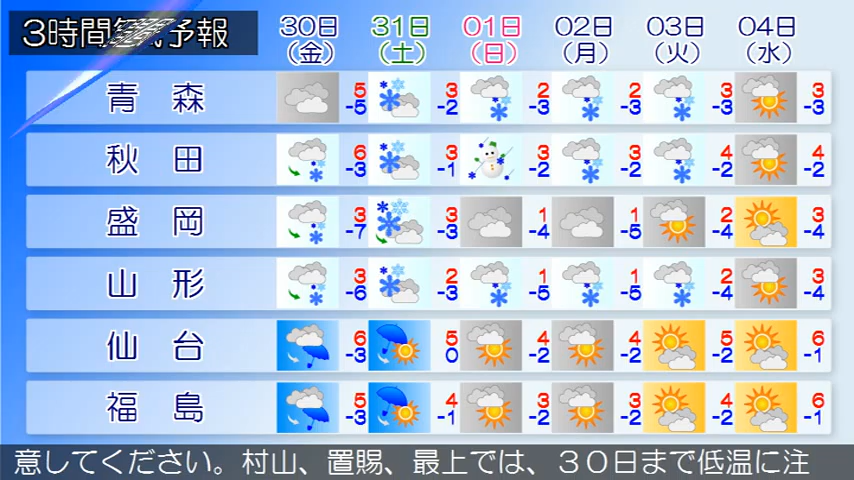 3時間天気予報
30日 31日 01日 02日 03日 04日
(金) (土) (日) (月) (火) (水)
青森 5 -5 3 -2 2 -3 2 -3 3 -3 3 -3
秋田 6 -3 3 -1 3 -2 3 -2 4 -2 4 -2
盛岡 3 -7 3 -3 1 -4 1 -5 2 -4 3 -4
山形 3 -6 2 -3 1 -5 1 -5 2 -4 3 -4
仙台 6 -3 5 0 4 -2 4 -2 5 -2 6 -1
福島 5 -3 4 -1 3 -2 3 -2 4 -2 6 -1
意してください。村山、置賜、最上では、30日まで低温に注